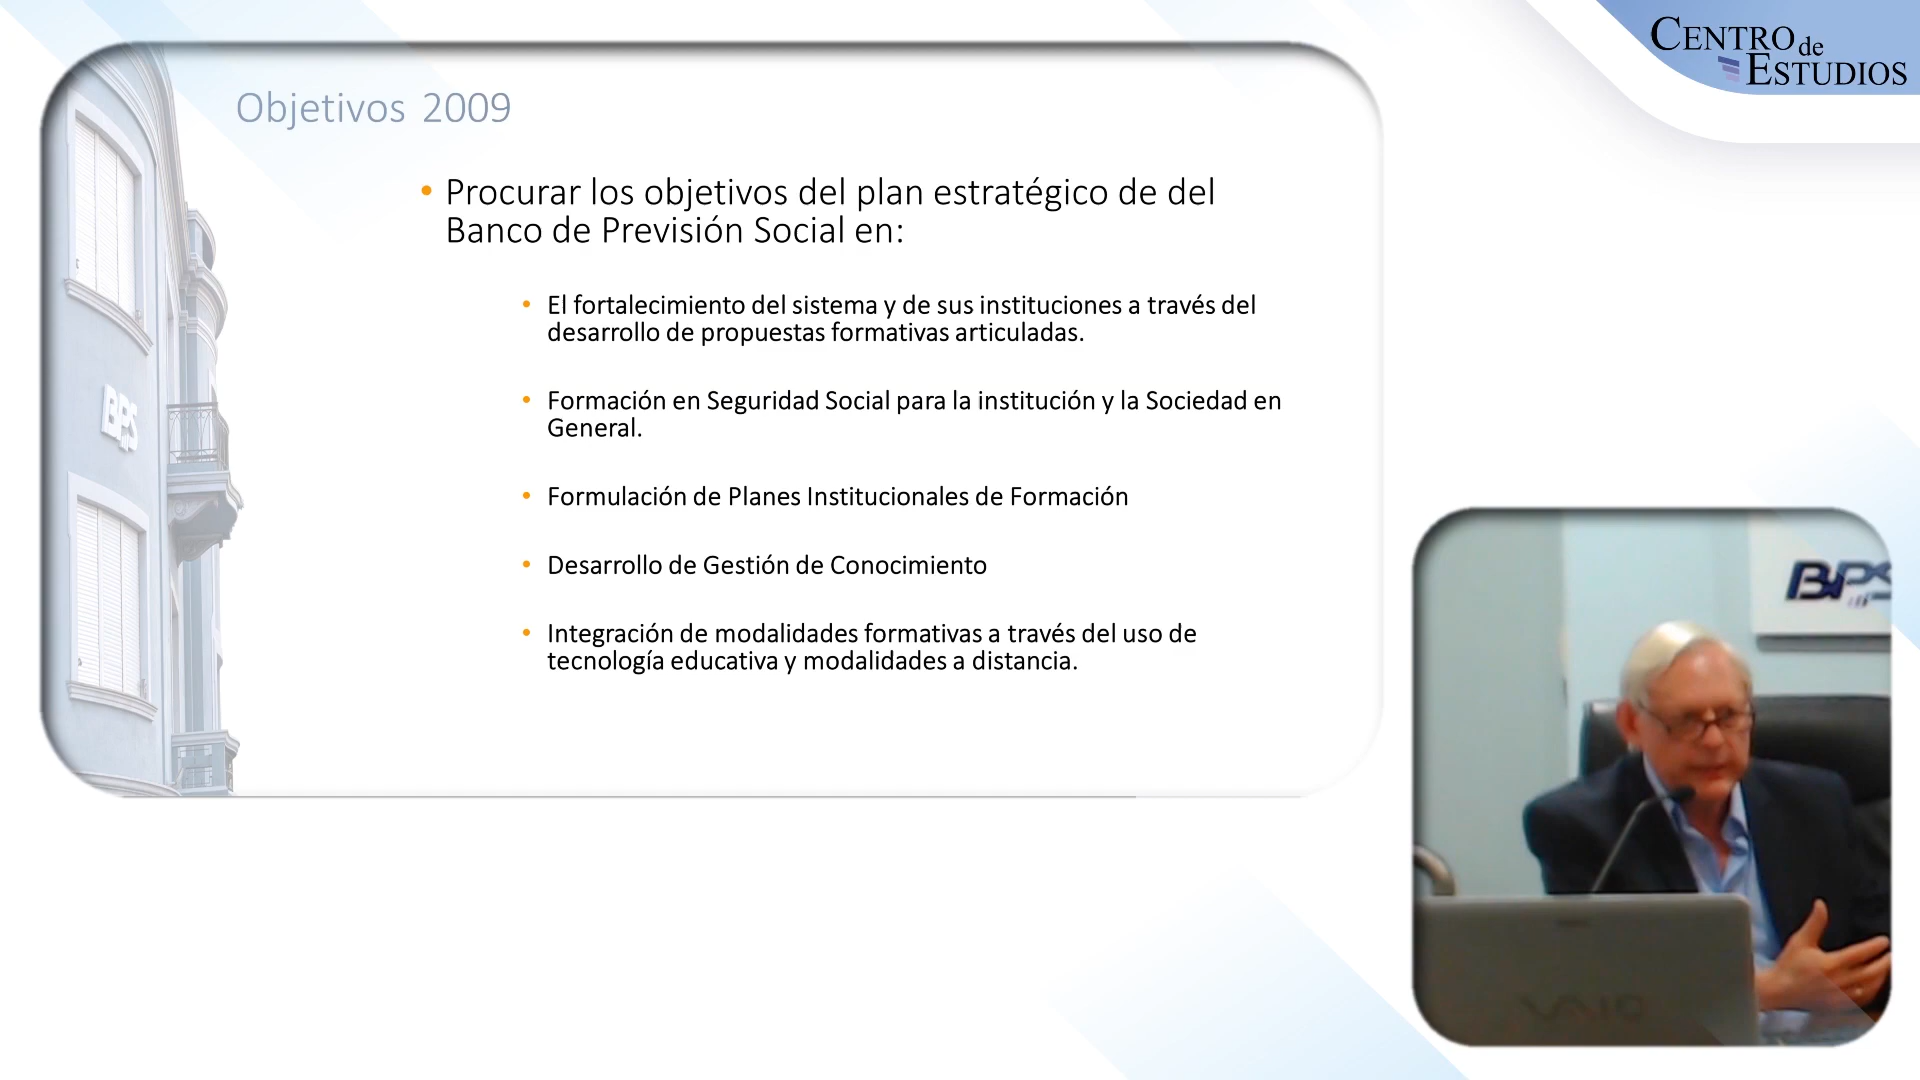 CENTRO de
ESTUDIOS
Objetivos 2009
• Procurar los objetivos del plan estratégico de del
Banco de Previsión Social en:
• El fortalecimiento del sistema y de sus instituciones a través del
desarrollo de propuestas formativas articuladas.
• Formación en Seguridad Social para la institución y la Sociedad en
General.
• Formulación de Planes Institucionales de Formación
• Desarrollo de Gestión de Conocimiento
• Integración de modalidades formativas a través del uso de
tecnología educativa y modalidades a distancia.
BPS
BPS
VAIO